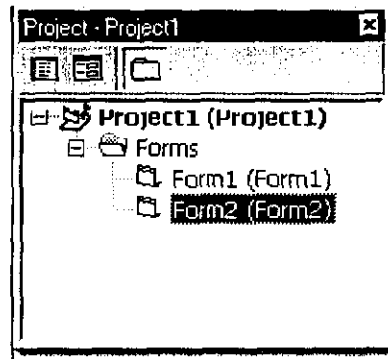 Project - Project1
Project1 (Project1)
Forms
Form1 (Form1)
Form2 (Form2)